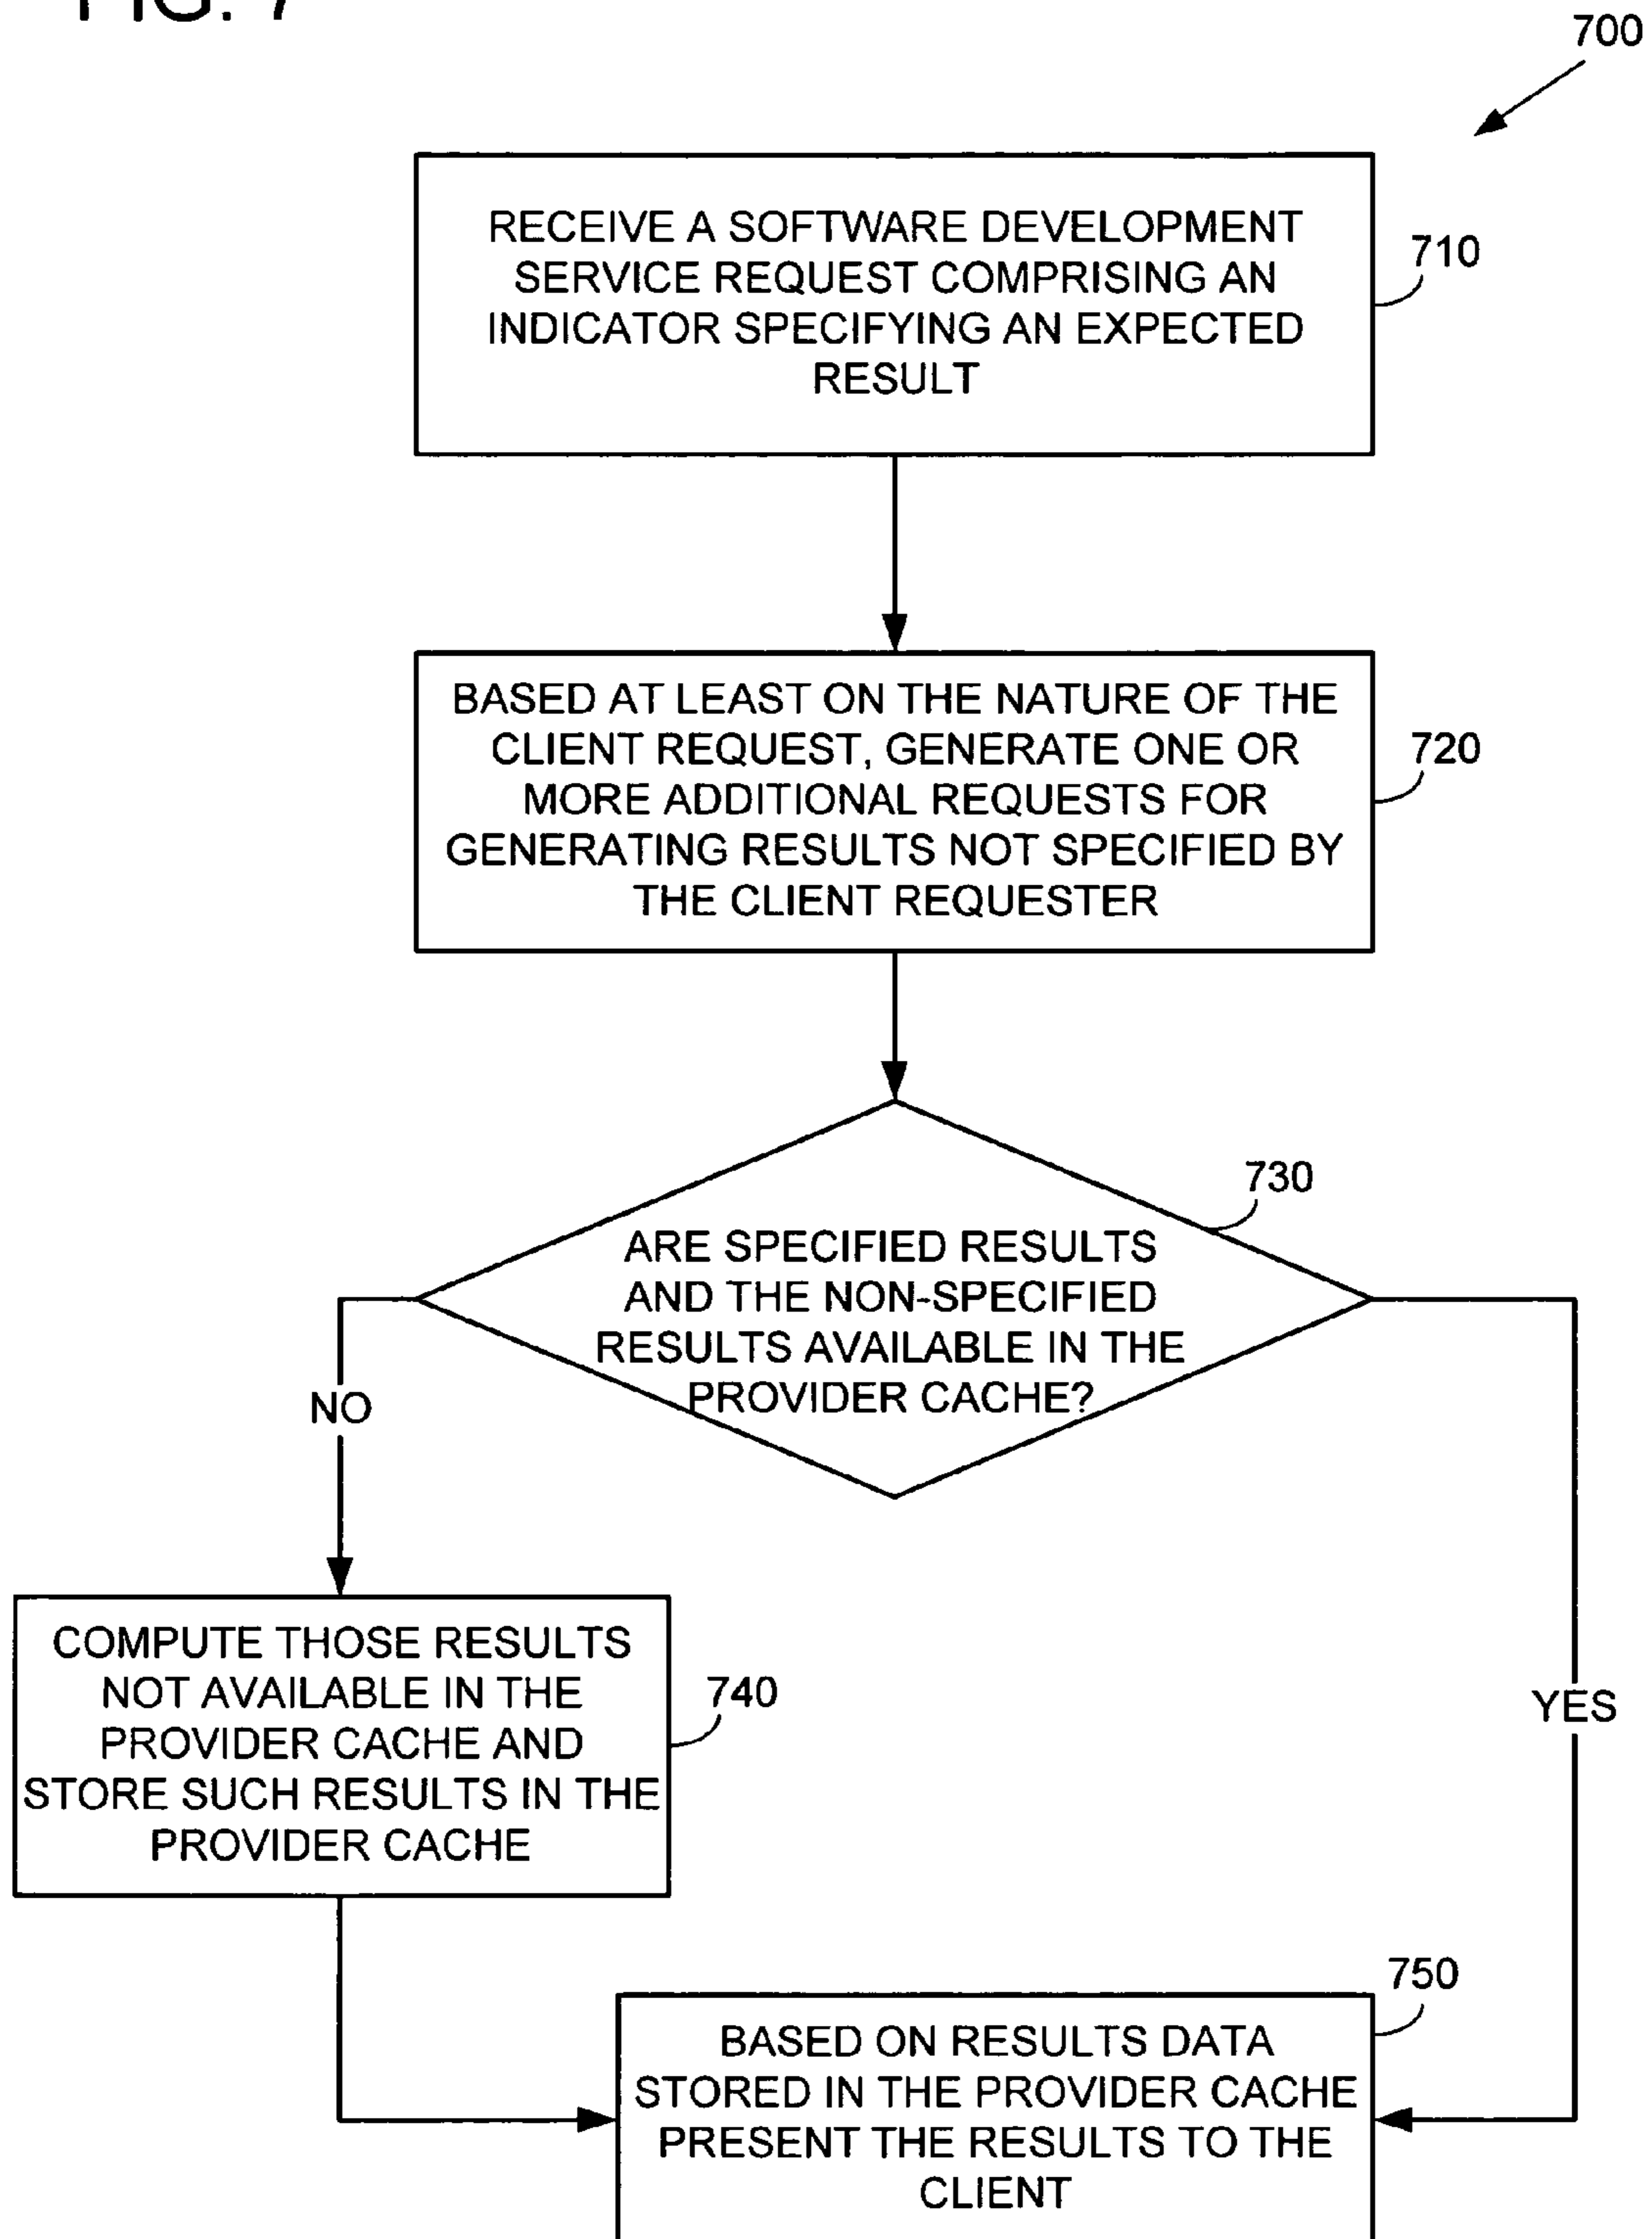 FIG. 7
700
RECEIVE A SOFTWARE DEVELOPMENT
SERVICE REQUEST COMPRISING AN
INDICATOR SPECIFYING AN EXPECTED
RESULT
710
BASED AT LEAST ON THE NATURE OF THE
CLIENT REQUEST, GENERATE ONE OR
MORE ADDITIONAL REQUESTS FOR
GENERATING RESULTS NOT SPECIFIED BY
THE CLIENT REQUESTER
720
730
ARE SPECIFIED RESULTS
AND THE NON-SPECIFIED
RESULTS AVAILABLE IN THE
PROVIDER CACHE?
NO
YES
COMPUTE THOSE RESULTS
NOT AVAILABLE IN THE
PROVIDER CACHE AND
STORE SUCH RESULTS IN THE
PROVIDER CACHE
740
750
BASED ON RESULTS DATA
STORED IN THE PROVIDER CACHE
PRESENT THE RESULTS TO THE
CLIENT